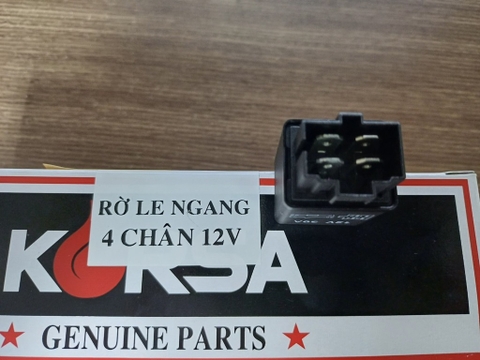 RỜ LE NGANG
4 CHÂN 12V
KORSA
GENUINE PARTS